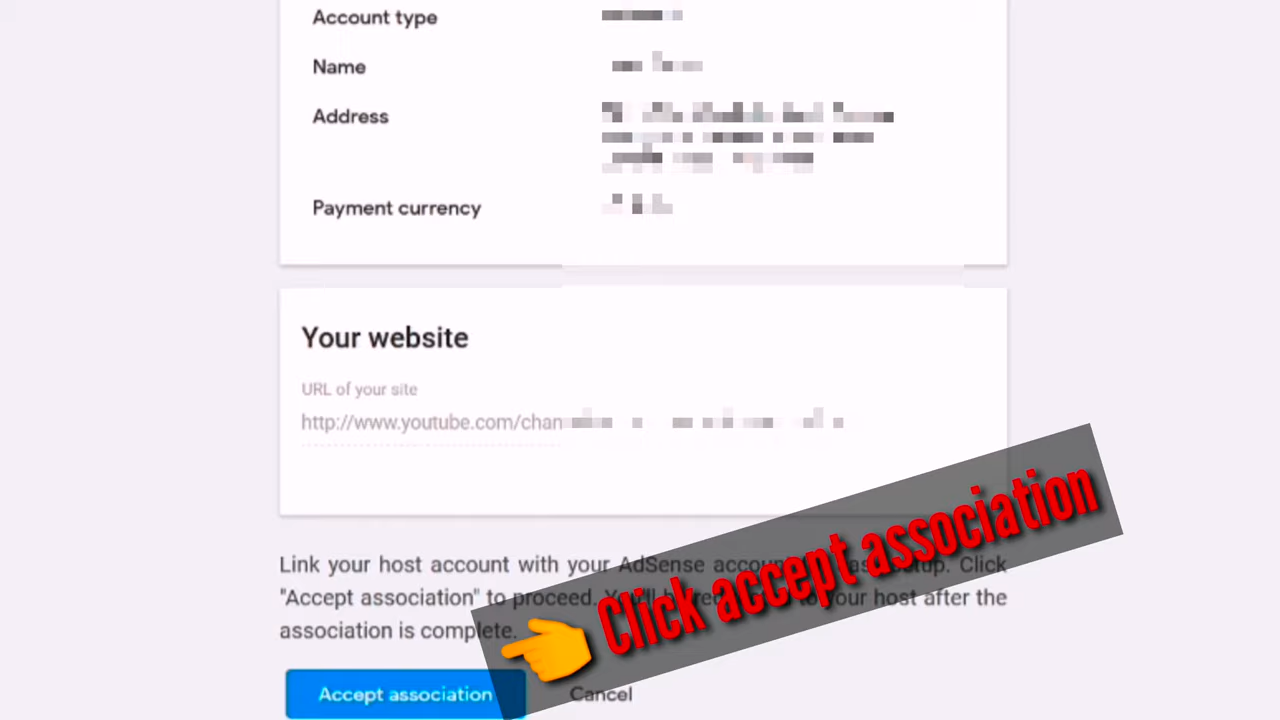 Account type
Name
Address
Payment currency
Your website
URL of your site
http://www.youtube.com/chan
Link your host account with your AdSense setup. Click
"Accept association" to proceed. your host after the
association is complete.
Click accept association
Accept association
Cancel